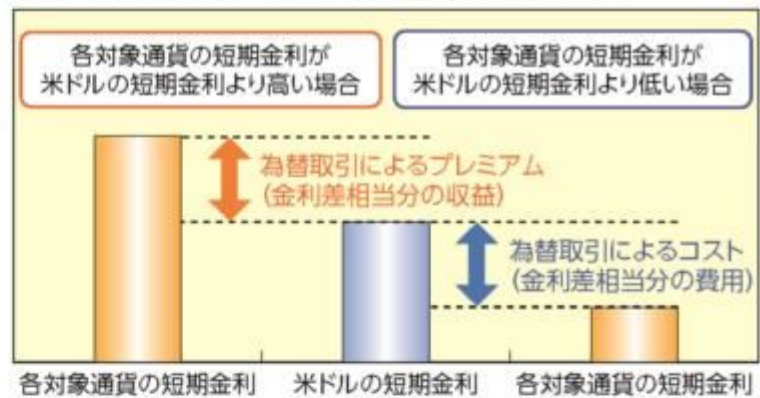 各対象通貨の短期金利が
米ドルの短期金利より高い場合
各対象通貨の短期金利が
米ドルの短期金利より低い場合
為替取引によるプレミアム
(金利差相当分の収益)
為替取引によるコスト
(金利差相当分の費用)
各対象通貨の短期金利
米ドルの短期金利
各対象通貨の短期金利